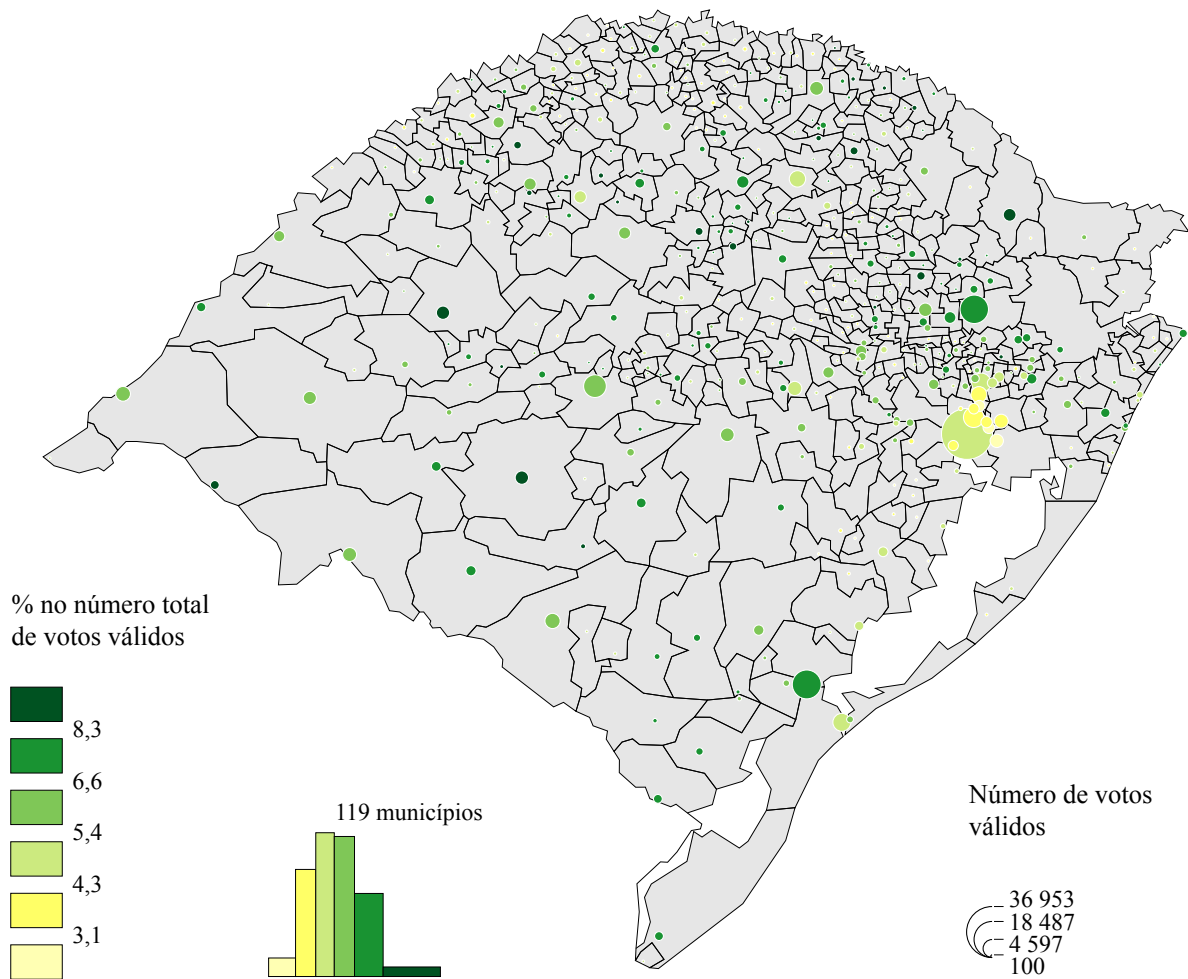 % no número total
de votos válidos
8,3
6,6
5,4
4,3
3,1
119 municípios
Número de votos
válidos
36 953
18 487
4 597
100